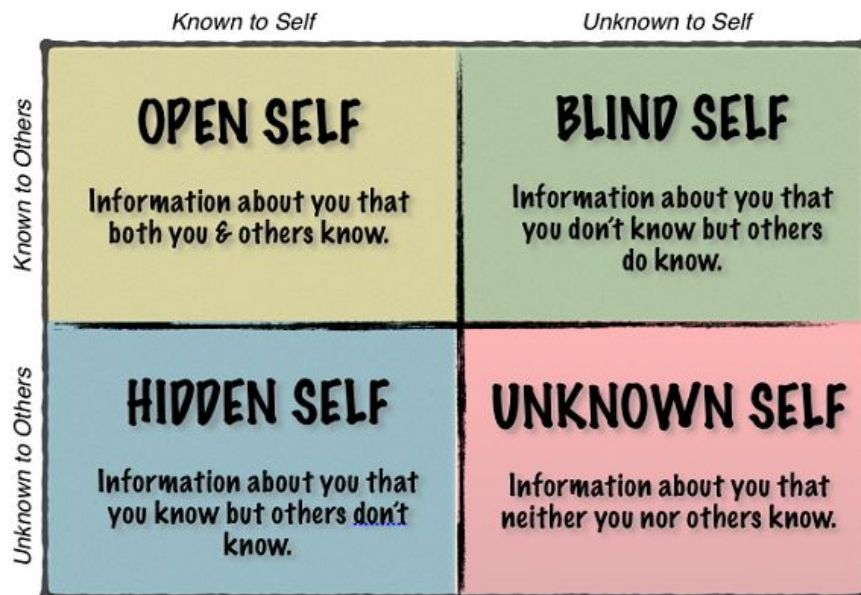 Known to Self
Unknown to Self
Known to Others
OPEN SELF
Information about you that
both you & others know.
BLIND SELF
Information about you that
you don't know but others
do know.
Unknown to Others
HIDDEN SELF
Information about you that
you know but others don't
know.
UNKNOWN SELF
Information about you that
neither you nor others know.